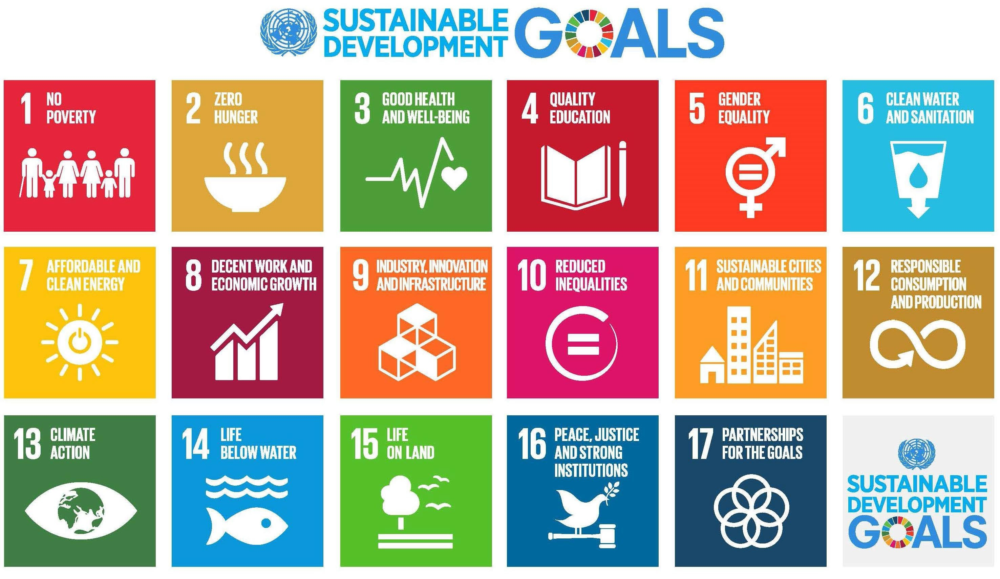 SUSTAINABLE
DEVELOPMENT
GOALS
1 NO
POVERTY
2 ZERO
HUNGER
3 GOOD HEALTH
AND WELL-BEING
4 QUALITY
EDUCATION
5 GENDER
EQUALITY
6 CLEAN WATER
AND SANITATION
7 AFFORDABLE AND
CLEAN ENERGY
8 DECENT WORK AND
ECONOMIC GROWTH
9 INDUSTRY, INNOVATION
AND INFRASTRUCTURE
10 REDUCED
INEQUALITIES
11 SUSTAINABLE CITIES
AND COMMUNITIES
12 RESPONSIBLE
CONSUMPTION
AND PRODUCTION
13 CLIMATE
ACTION
14 LIFE
BELOW WATER
15 LIFE
ON LAND
16 PEACE, JUSTICE
AND STRONG
INSTITUTIONS
17 PARTNERSHIPS
FOR THE GOALS
SUSTAINABLE
DEVELOPMENT
GOALS